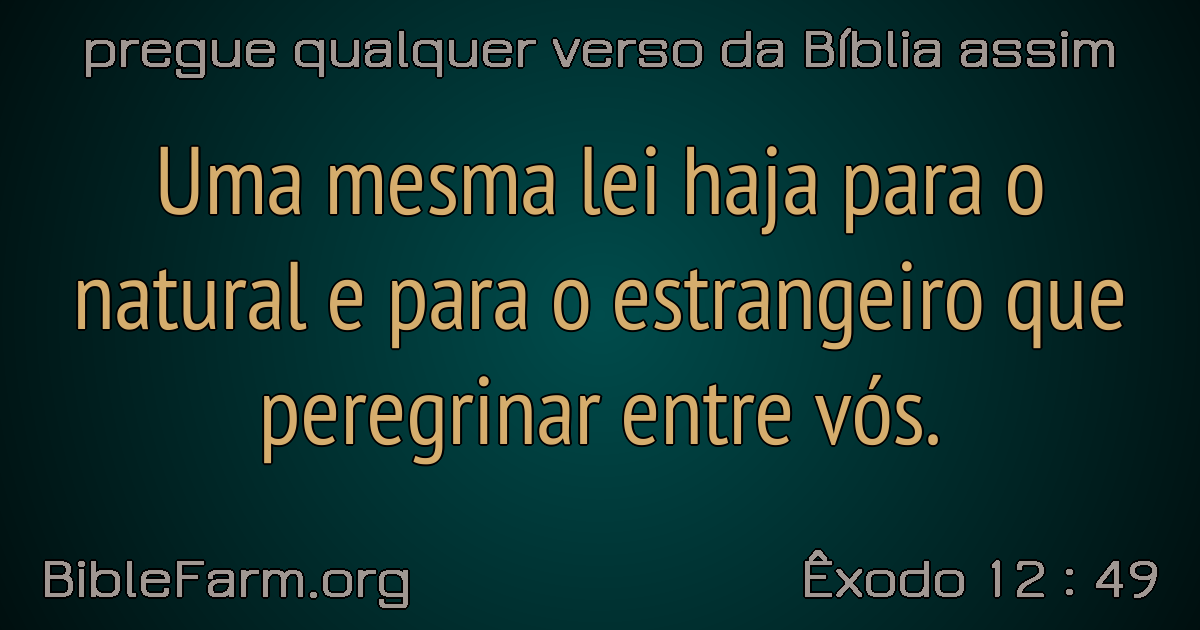 pregue qualquer verso da Bíblia assim
Uma mesma lei haja para o
natural e para o estrangeiro que
peregrinar entre vós.
BibleFarm.org
Êxodo 12 : 49